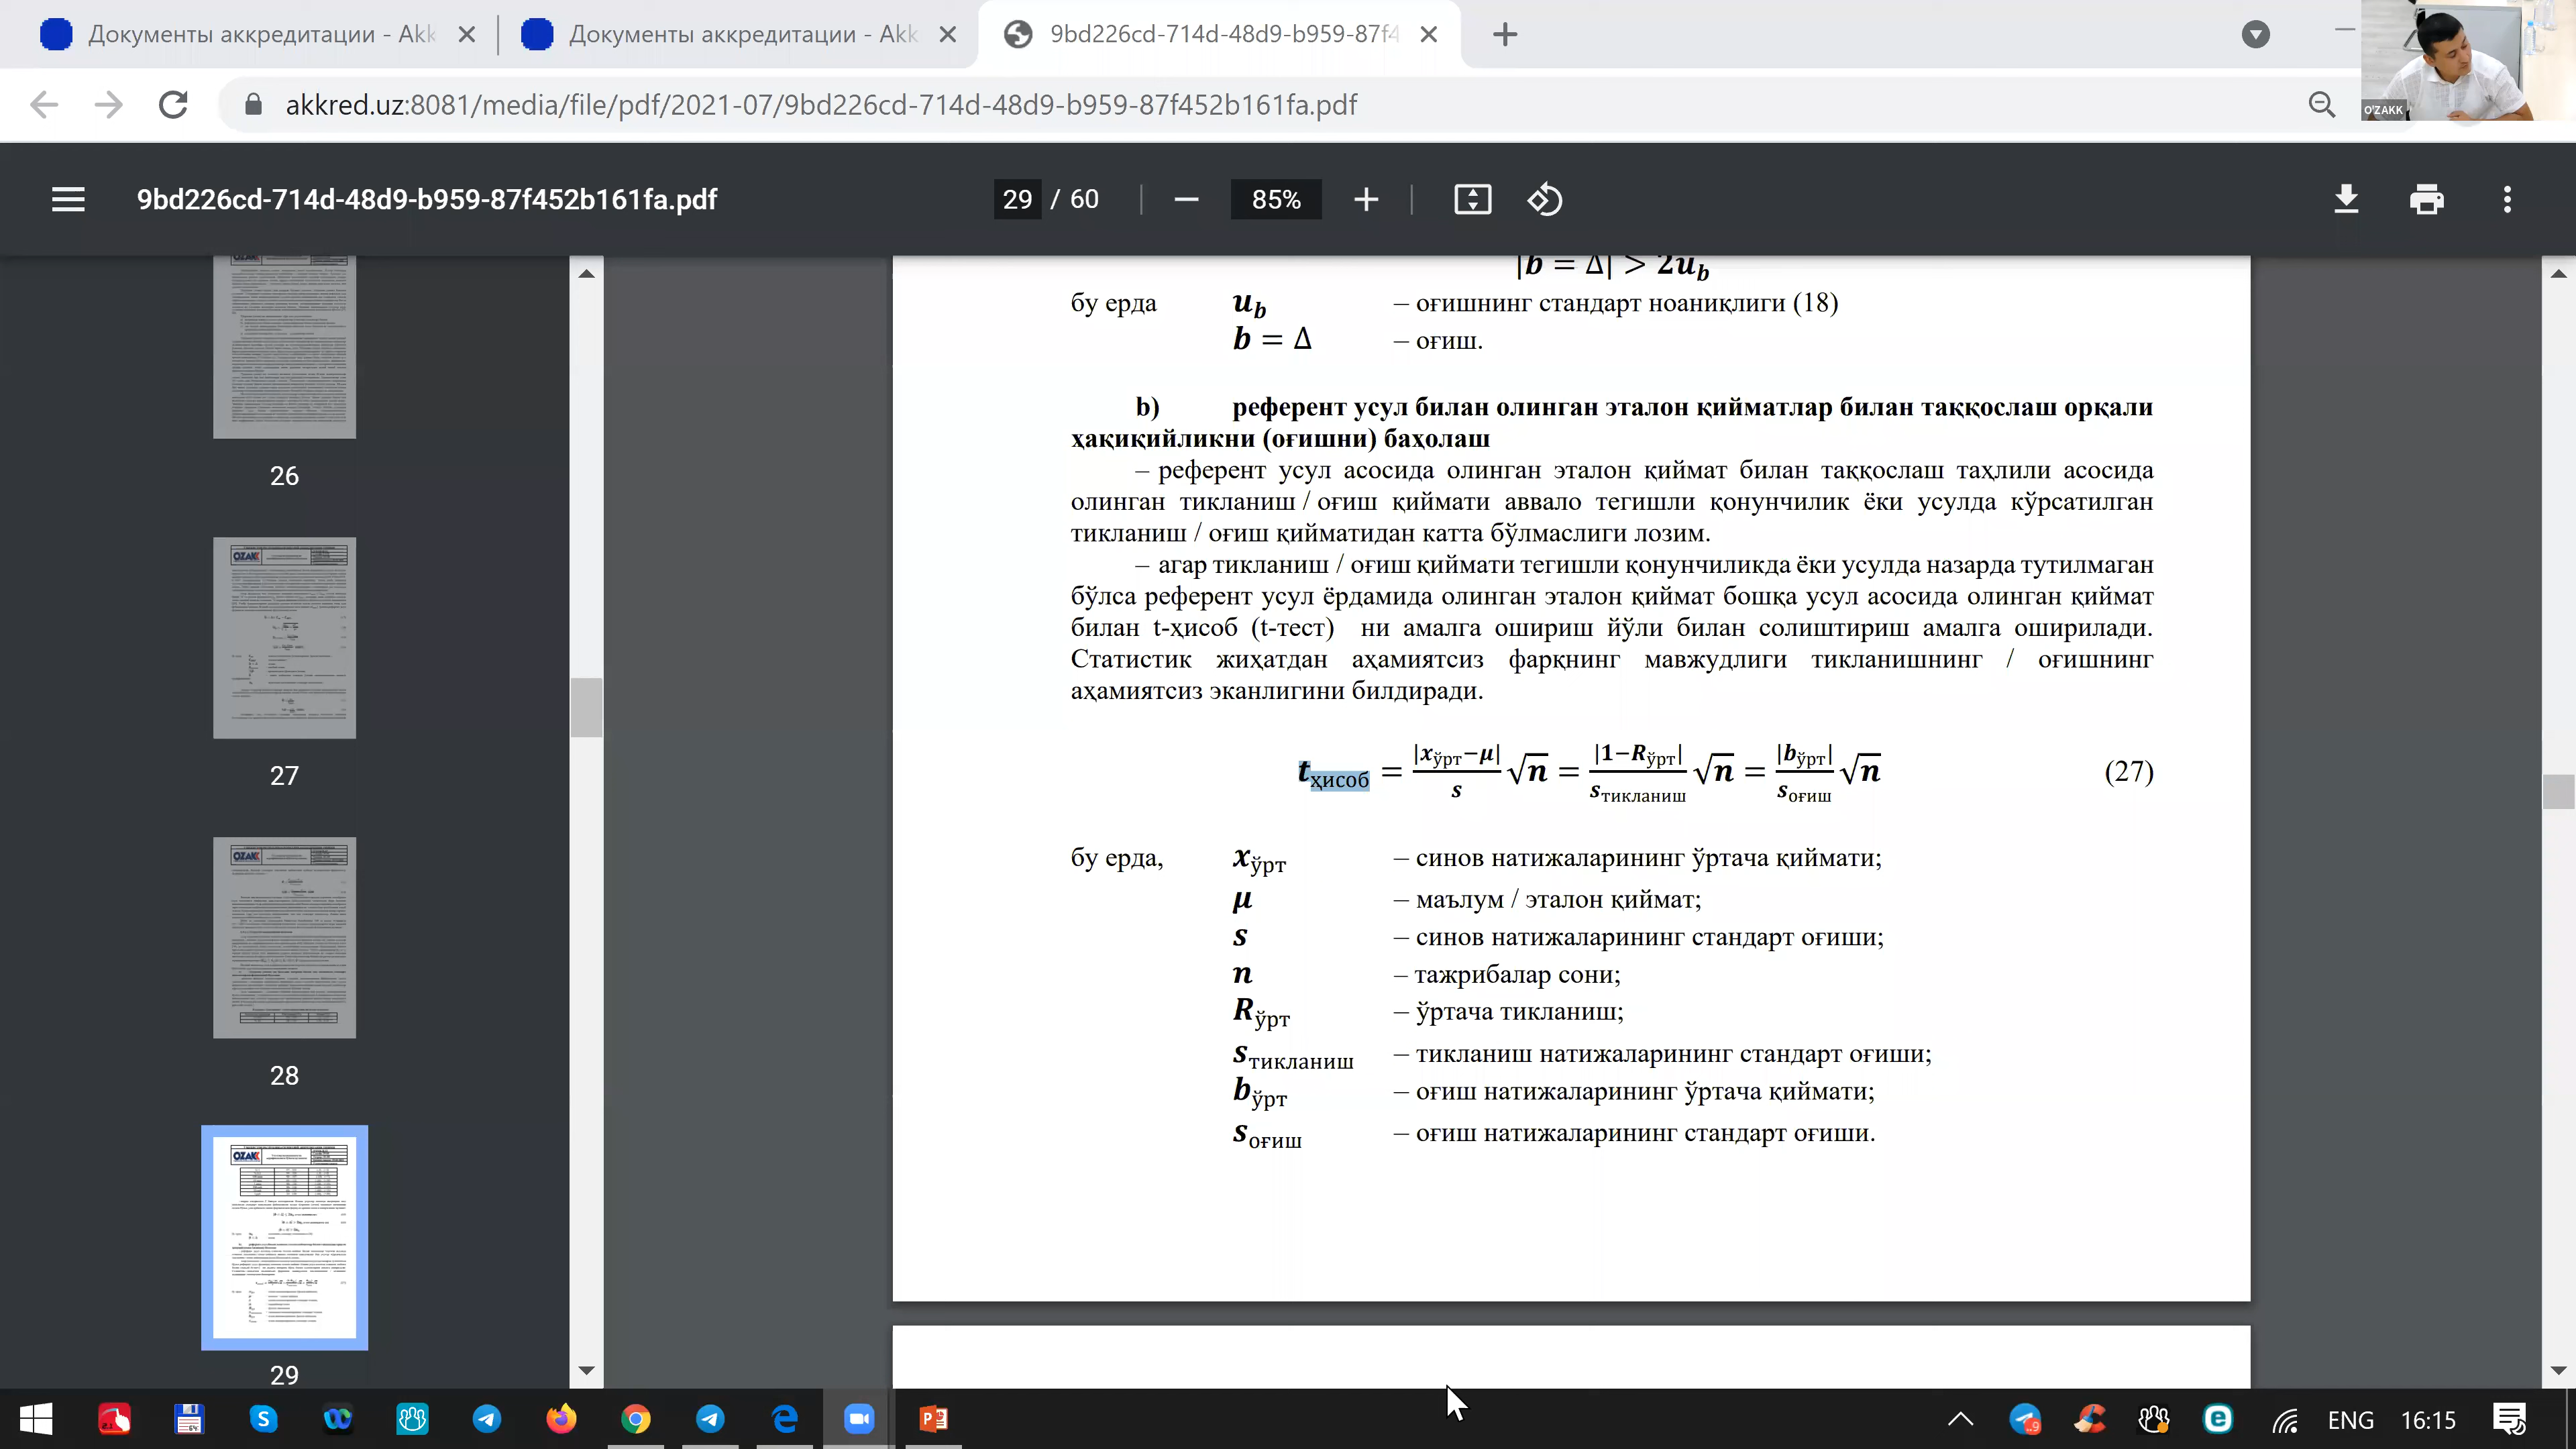 Документы аккредитации - Akk
Документы аккредитации - Akk
9bd226cd-714d-48d9-b959-87f4
akkred.uz:8081/media/file/pdf/2021-07/9bd226cd-714d-48d9-b959-87f452b161fa.pdf
O'ZAKK
9bd226cd-714d-48d9-b959-87f452b161fa.pdf
29 / 60
85%
26
OZAKK
27
OZAKK
28
OZAKK
29
|b = Δ| > 2u_b
бу ерда u_b – оғишнинг стандарт ноаниқлиги (18)
b = Δ – оғиш.
b) референт усул билан олинган эталон қийматлар билан таққослаш орқали
ҳақиқийликни (оғишни) баҳолаш
– референт усул асосида олинган эталон қиймат билан таққослаш таҳлили асосида
олинган тикланиш / оғиш қиймати аввало тегишли қонунчилик ёки усулда кўрсатилган
тикланиш / оғиш қийматидан катта бўлмаслиги лозим.
– агар тикланиш / оғиш қиймати тегишли қонунчиликда ёки усулда назарда тутилмаган
бўлса референт усул ёрдамида олинган эталон қиймат бошқа усул асосида олинган қиймат
билан t-ҳисоб (t-тест) ни амалга ошириш йўли билан солиштириш амалга оширилади.
Статистик жиҳатдан аҳамиятсиз фарқнинг мавжудлиги тикланишнинг / оғишнинг
аҳамиятсиз эканлигини билдиради.
t_ҳисоб = |x_ўрт−μ|/s √n = |1−R_ўрт|/s_тикланиш √n = |b_ўрт|/s_оғиш √n (27)
бу ерда, x_ўрт – синов натижаларининг ўртача қиймати;
μ – маълум / эталон қиймат;
s – синов натижаларининг стандарт оғиши;
n – тажрибалар сони;
R_ўрт – ўртача тикланиш;
s_тикланиш – тикланиш натижаларининг стандарт оғиши;
b_ўрт – оғиш натижаларининг ўртача қиймати;
s_оғиш – оғиш натижаларининг стандарт оғиши.
ENG 16:15